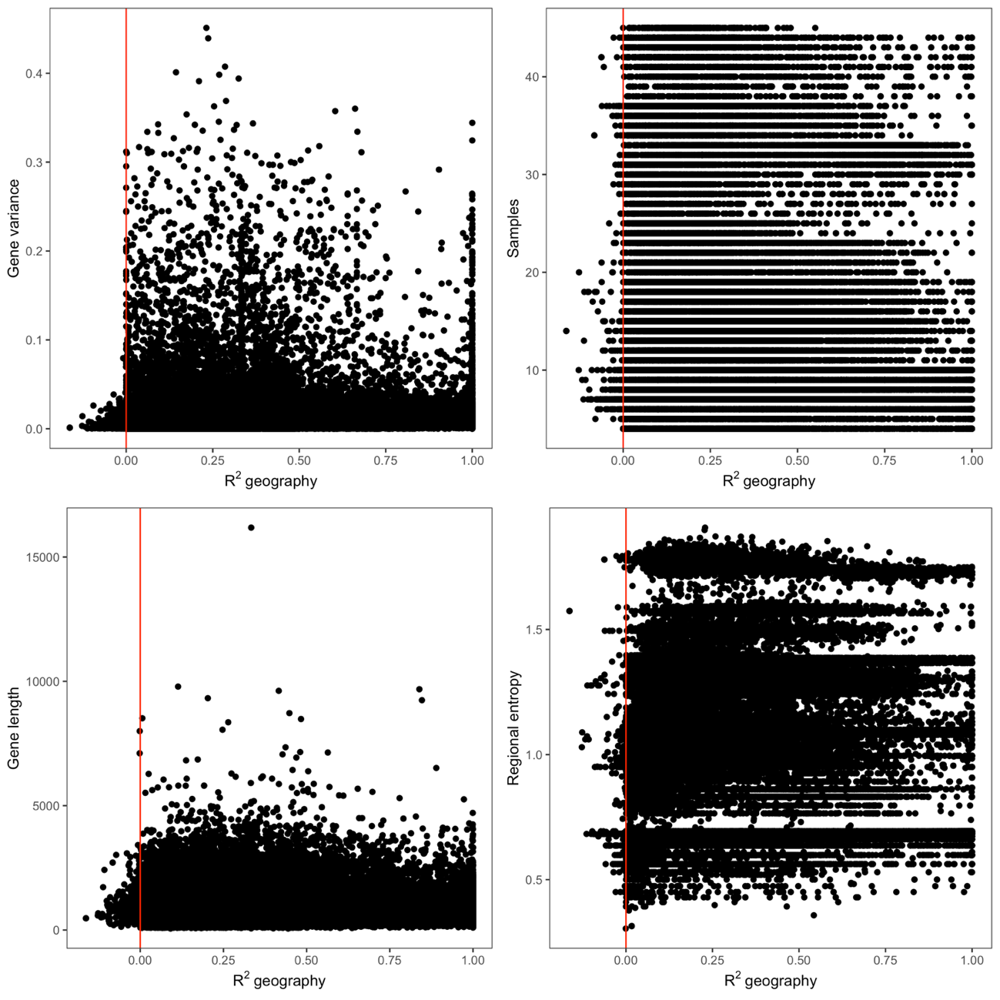 Gene variance
0.4
0.3
0.2
0.1
0.0
0.00 0.25 0.50 0.75 1.00
R² geography
Samples
40
30
20
10
0.00 0.25 0.50 0.75 1.00
R² geography
Gene length
15000
10000
5000
0
0.00 0.25 0.50 0.75 1.00
R² geography
Regional entropy
1.5
1.0
0.5
0.00 0.25 0.50 0.75 1.00
R² geography